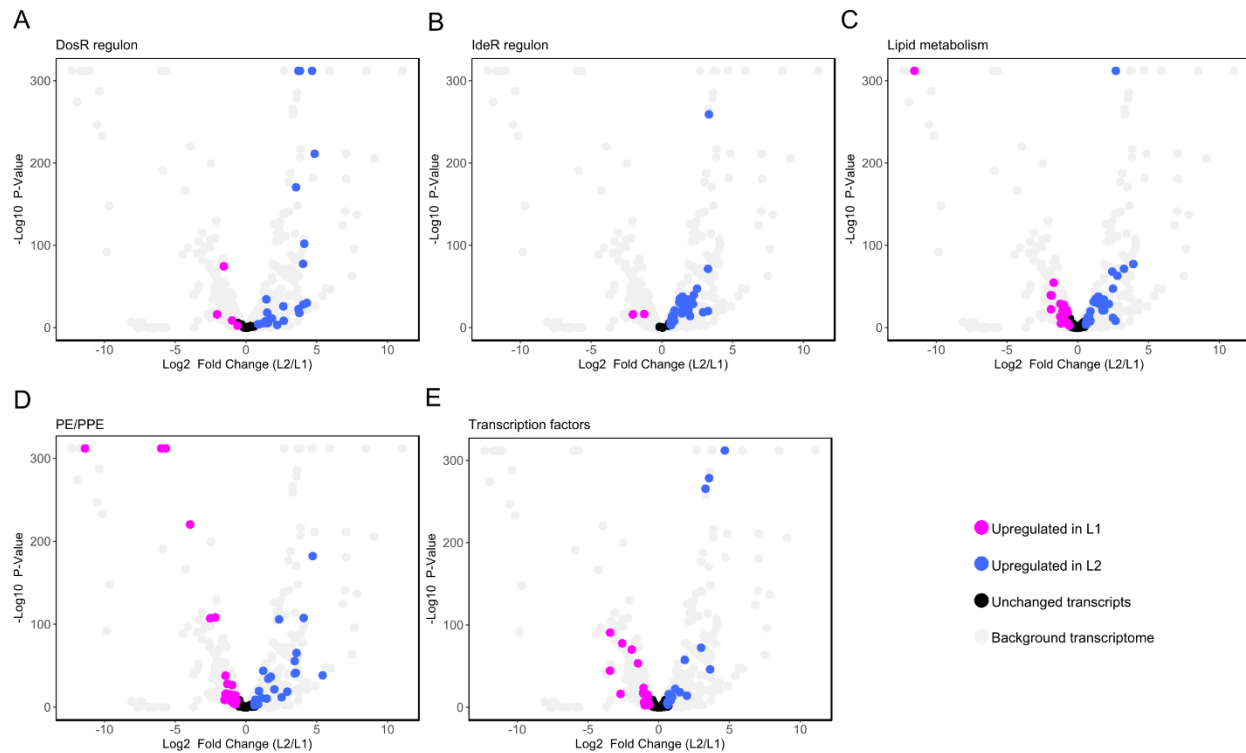 A
DosR regulon
300
200
100
0
-10
-5
0
5
10
-Log10 P-Value
Log2 Fold Change (L2/L1)
B
IdeR regulon
300
200
100
0
-10
-5
0
5
10
-Log10 P-Value
Log2 Fold Change (L2/L1)
C
Lipid metabolism
300
200
100
0
-10
-5
0
5
10
-Log10 P-Value
Log2 Fold Change (L2/L1)
D
PE/PPE
300
200
100
0
-10
-5
0
5
10
-Log10 P-Value
Log2 Fold Change (L2/L1)
E
Transcription factors
300
200
100
0
-10
-5
0
5
10
-Log10 P-Value
Log2 Fold Change (L2/L1)
Upregulated in L1
Upregulated in L2
Unchanged transcripts
Background transcriptome